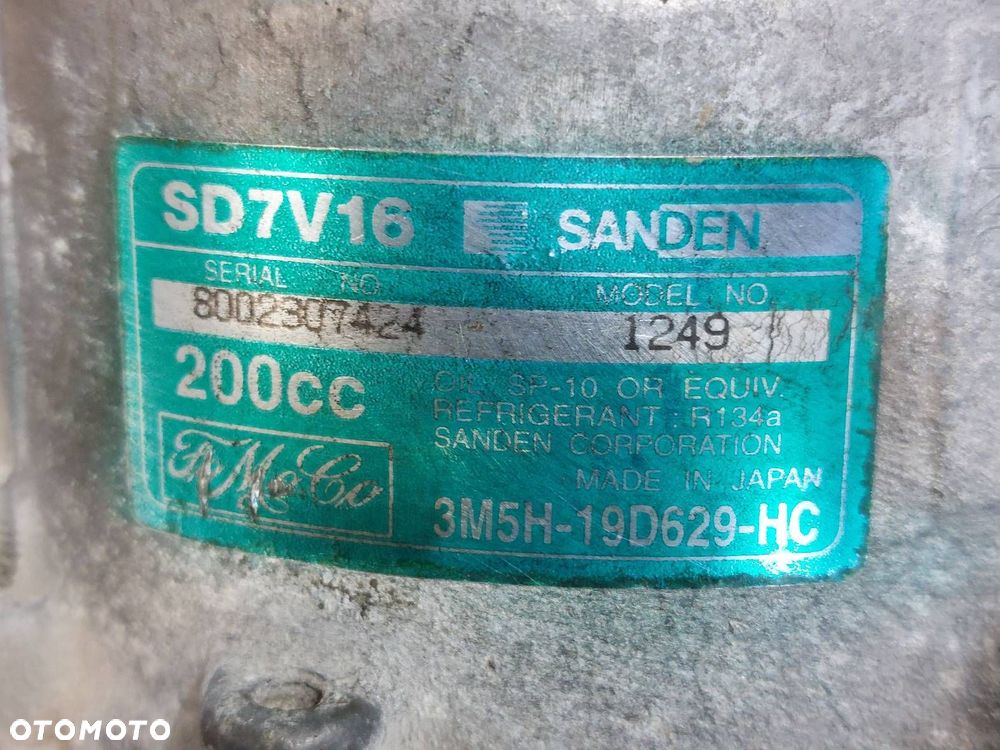 SD7V16 SANDEN
SERIAL NO. MODEL NO.
8002307424 1249
200cc
OIL SP-10 OR EQUIV.
REFRIGERANT : R134a
SANDEN CORPORATION
MADE IN JAPAN
FoMoCo
3M5H-19D629-HC
OTOMOTO